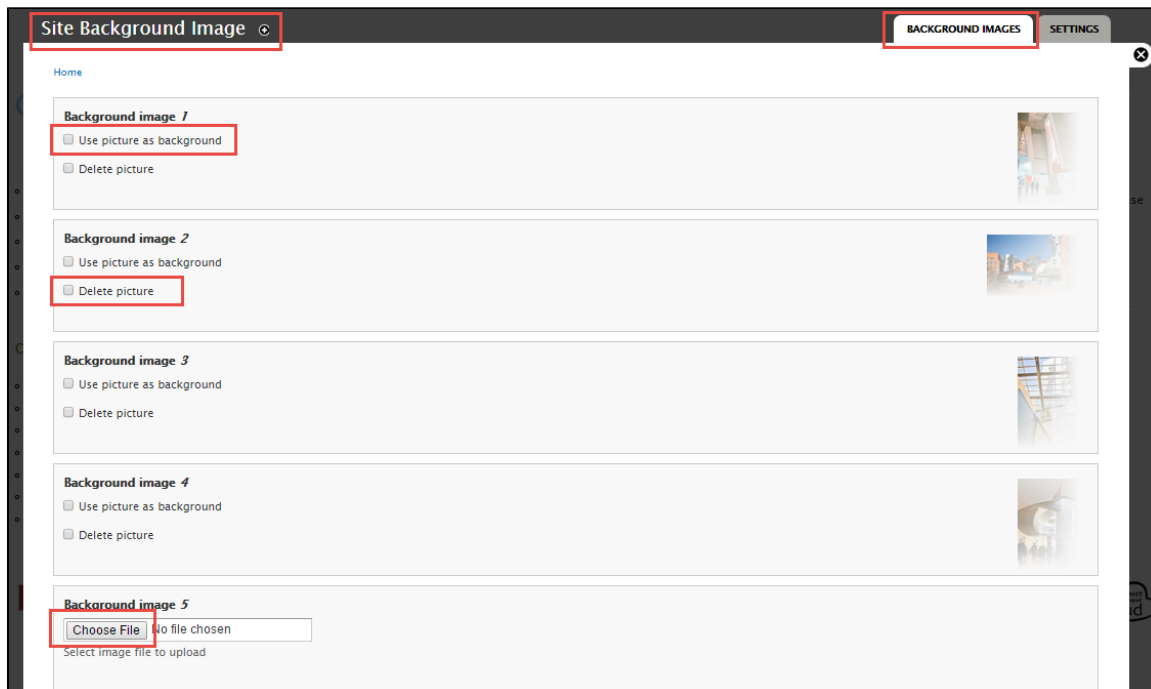 Site Background Image
BACKGROUND IMAGES
SETTINGS
Home
Background image 1
Use picture as background
Delete picture
Background image 2
Use picture as background
Delete picture
Background image 3
Use picture as background
Delete picture
Background image 4
Use picture as background
Delete picture
Background image 5
Choose File No file chosen
Select image file to upload